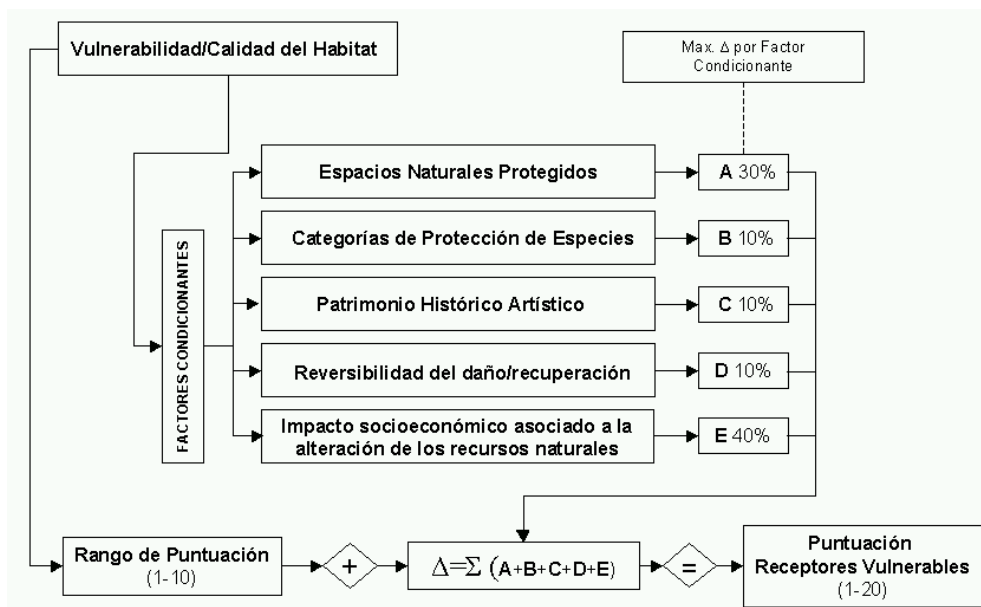 Vulnerabilidad/Calidad del Habitat
Max. Δ por Factor
Condicionante
FACTORES CONDICIONANTES
Espacios Naturales Protegidos
A 30%
Categorías de Protección de Especies
B 10%
Patrimonio Histórico Artístico
C 10%
Reversibilidad del daño/recuperación
D 10%
Impacto socioeconómico asociado a la
alteración de los recursos naturales
E 40%
Rango de Puntuación
(1-10)
+
Δ=Σ (A+B+C+D+E)
=
Puntuación
Receptores Vulnerables
(1-20)